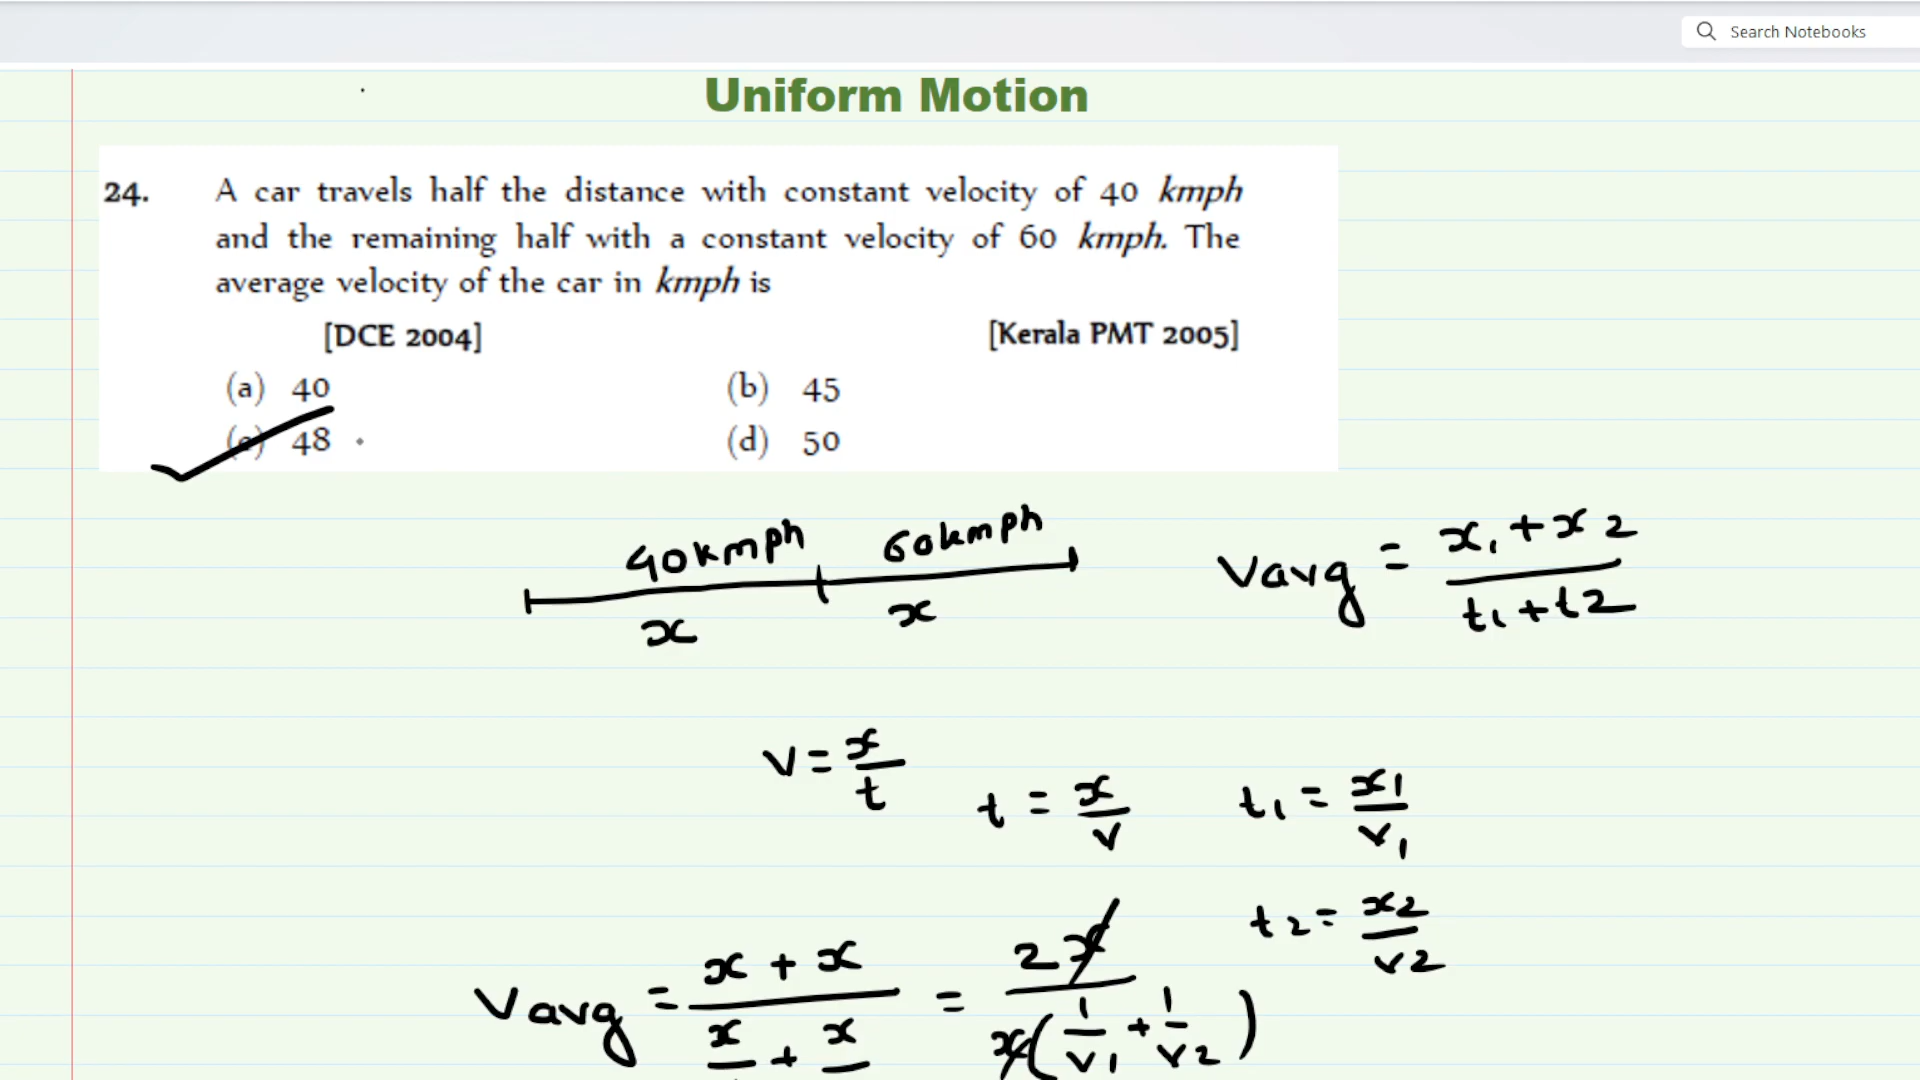 Search Notebooks
Uniform Motion
24. A car travels half the distance with constant velocity of 40 kmph
and the remaining half with a constant velocity of 60 kmph. The
average velocity of the car in kmph is
[DCE 2004] [Kerala PMT 2005]
(a) 40 (b) 45
(c) 48 (d) 50
40kmph 60kmph
x x
Vavg = x1+x2 / t1+t2
V = x/t
t = x/v t1 = x1/v1
t2 = x2/v2
Vavg = x + x / x/ + x/ = 2x / x(1/v1 + 1/v2)